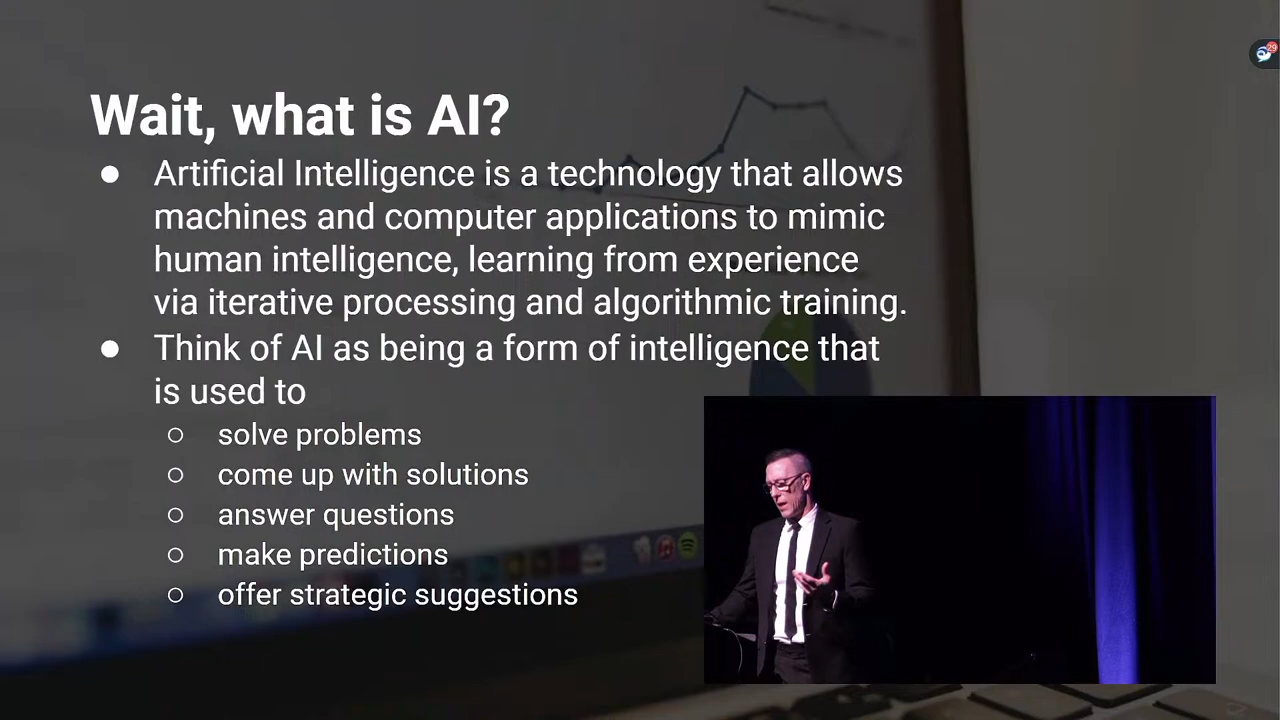 Wait, what is AI?
● Artificial Intelligence is a technology that allows
machines and computer applications to mimic
human intelligence, learning from experience
via iterative processing and algorithmic training.
● Think of AI as being a form of intelligence that
is used to
○ solve problems
○ come up with solutions
○ answer questions
○ make predictions
○ offer strategic suggestions
29